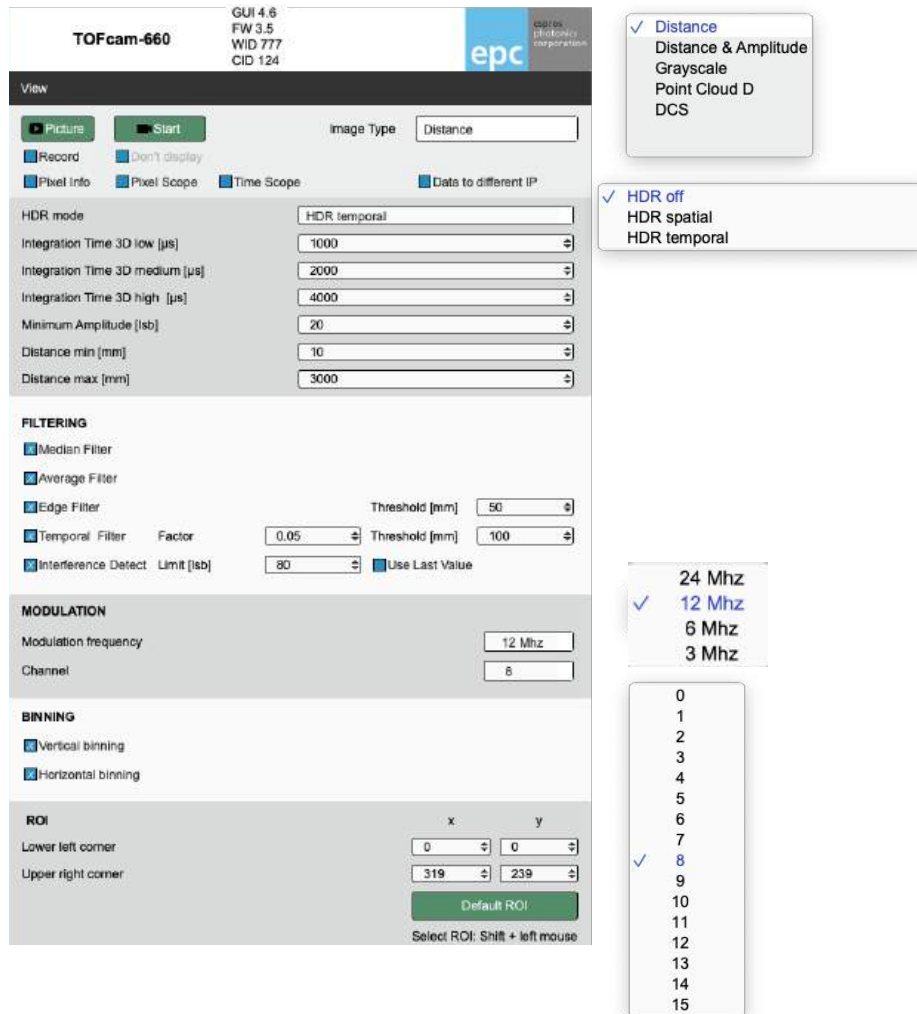 TOFcam-660
GUI 4.6
FW 3.5
WID 777
CID 124
epc
espros
photonics
corporation
View
Picture
Start
Image Type
Distance
Record
Don't display
Pixel Info
Pixel Scope
Time Scope
Data to different IP
HDR mode
HDR temporal
Integration Time 3D low [µs]
1000
Integration Time 3D medium [µs]
2000
Integration Time 3D high [µs]
4000
Minimum Amplitude [lsb]
20
Distance min [mm]
10
Distance max [mm]
3000
FILTERING
Median Filter
Average Filter
Edge Filter
Threshold [mm]
50
Temporal Filter
Factor
0.05
Threshold [mm]
100
Interference Detect
Limit [lsb]
80
Use Last Value
MODULATION
Modulation frequency
12 Mhz
Channel
8
BINNING
Vertical binning
Horizontal binning
ROI
x
y
Lower left corner
0
0
Upper right corner
319
239
Default ROI
Select ROI: Shift + left mouse
✓ Distance
Distance & Amplitude
Grayscale
Point Cloud D
DCS
✓ HDR off
HDR spatial
HDR temporal
24 Mhz
✓ 12 Mhz
6 Mhz
3 Mhz
0
1
2
3
4
5
6
7
✓ 8
9
10
11
12
13
14
15